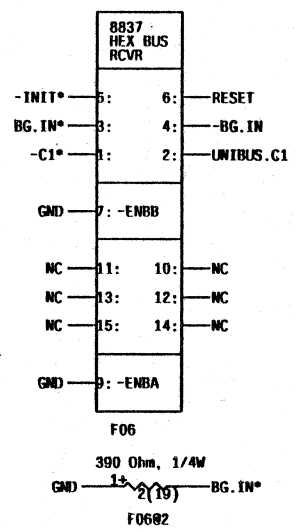 8837
HEX BUS
RCVR
-INIT* 5: 6: RESET
BG.IN* 3: 4: -BG.IN
-C1* 1: 2: UNIBUS.C1
GND 7: -ENBB
NC 11: 10: NC
NC 13: 12: NC
NC 15: 14: NC
GND 9: -ENBA
F06
390 Ohm, 1/4W
GND 1+ 2(19) BG.IN*
F06@2